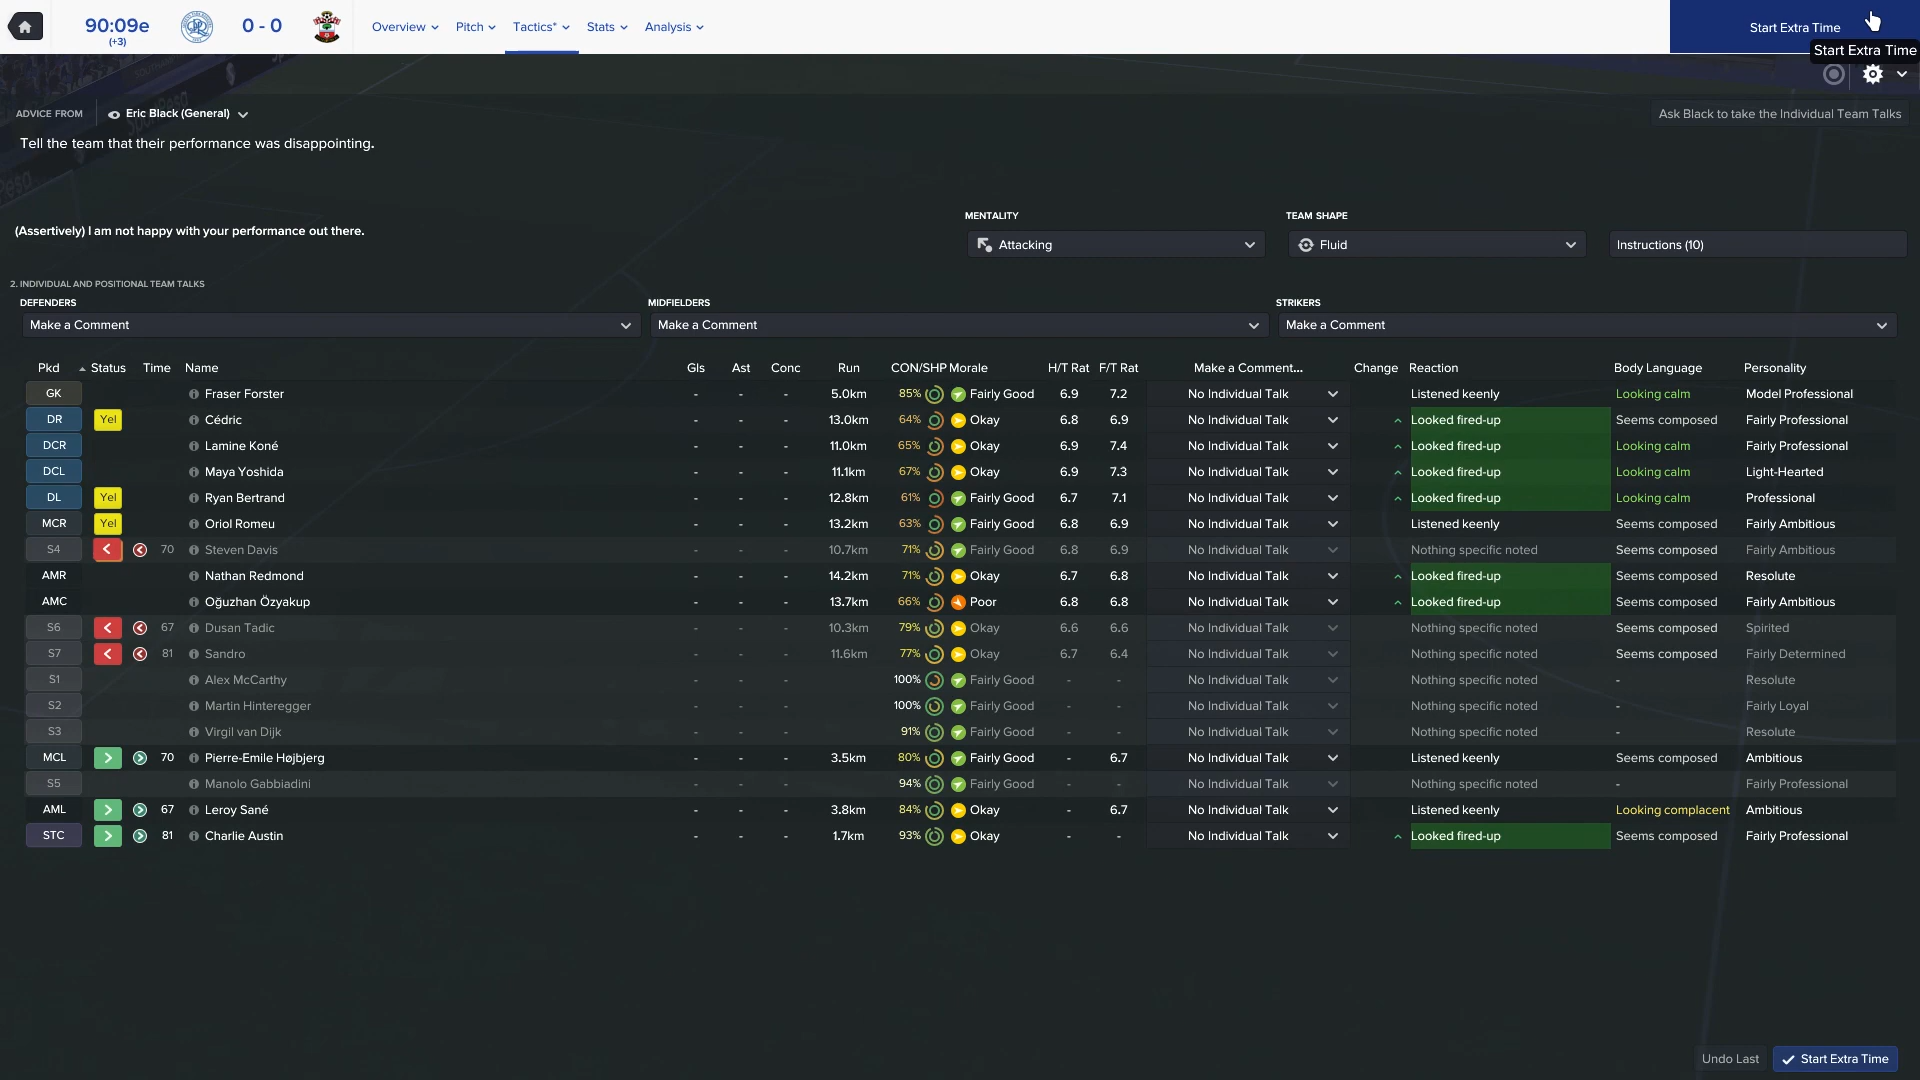 90:09e
(+3)
0 - 0
Overview
Pitch
Tactics*
Stats
Analysis
Start Extra Time
Start Extra Time
ADVICE FROM
Eric Black (General)
Ask Black to take the Individual Team Talks
Tell the team that their performance was disappointing.
MENTALITY
TEAM SHAPE
(Assertively) I am not happy with your performance out there.
Attacking
Fluid
Instructions (10)
2. INDIVIDUAL AND POSITIONAL TEAM TALKS
DEFENDERS
MIDFIELDERS
STRIKERS
Make a Comment
Make a Comment
Make a Comment
Pkd Status Time Name Gls Ast Conc Run CON/SHP Morale H/T Rat F/T Rat Make a Comment... Change Reaction Body Language Personality
GK Fraser Forster - - - 5.0km 85% Fairly Good 6.9 7.2 No Individual Talk Listened keenly Looking calm Model Professional
DR Yel Cédric - - - 13.0km 64% Okay 6.8 6.9 No Individual Talk Looked fired-up Seems composed Fairly Professional
DCR Lamine Koné - - - 11.0km 65% Okay 6.9 7.4 No Individual Talk Looked fired-up Looking calm Fairly Professional
DCL Maya Yoshida - - - 11.1km 67% Okay 6.9 7.3 No Individual Talk Looked fired-up Looking calm Light-Hearted
DL Yel Ryan Bertrand - - - 12.8km 61% Fairly Good 6.7 7.1 No Individual Talk Looked fired-up Looking calm Professional
MCR Yel Oriol Romeu - - - 13.2km 63% Fairly Good 6.8 6.9 No Individual Talk Listened keenly Seems composed Fairly Ambitious
S4 70 Steven Davis - - - 10.7km 71% Fairly Good 6.8 6.9 No Individual Talk Nothing specific noted Seems composed Fairly Ambitious
AMR Nathan Redmond - - - 14.2km 71% Okay 6.7 6.8 No Individual Talk Looked fired-up Seems composed Resolute
AMC Oğuzhan Özyakup - - - 13.7km 66% Poor 6.8 6.8 No Individual Talk Looked fired-up Seems composed Fairly Ambitious
S6 67 Dusan Tadic - - - 10.3km 79% Okay 6.6 6.6 No Individual Talk Nothing specific noted Seems composed Spirited
S7 81 Sandro - - - 11.6km 77% Okay 6.7 6.4 No Individual Talk Nothing specific noted Seems composed Fairly Determined
S1 Alex McCarthy - - - 100% Fairly Good - - No Individual Talk Nothing specific noted - Resolute
S2 Martin Hinteregger - - - 100% Fairly Good - - No Individual Talk Nothing specific noted - Fairly Loyal
S3 Virgil van Dijk - - - 91% Fairly Good - - No Individual Talk Nothing specific noted - Resolute
MCL 70 Pierre-Emile Højbjerg - - - 3.5km 80% Fairly Good - 6.7 No Individual Talk Listened keenly Seems composed Ambitious
S5 Manolo Gabbiadini - - - 94% Fairly Good - - No Individual Talk Nothing specific noted - Fairly Professional
AML 67 Leroy Sané - - - 3.8km 84% Okay - 6.7 No Individual Talk Listened keenly Looking complacent Ambitious
STC 81 Charlie Austin - - - 1.7km 93% Okay - - No Individual Talk Looked fired-up Seems composed Fairly Professional
Undo Last
Start Extra Time